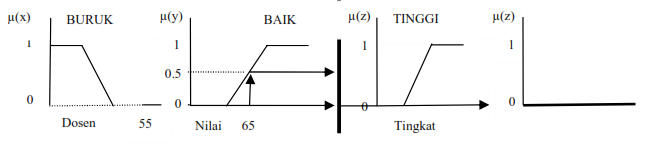 μ(x) BURUK μ(y) BAIK μ(z) TINGGI μ(z)
1 1 1 1
0.5
0 0 0 0
Dosen 55 Nilai 65 Tingkat